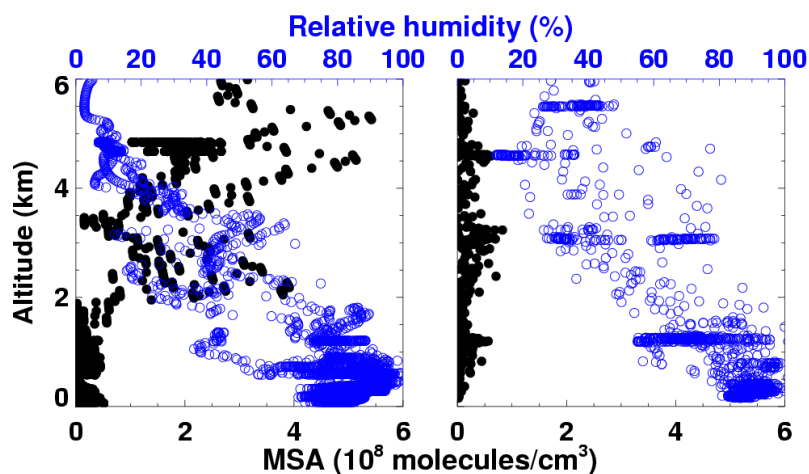 Relative humidity (%)
0 20 40 60 80 100 0 20 40 60 80 100
6
4
Altitude (km)
2
0
0 2 4 6 0 2 4 6
MSA (10⁸ molecules/cm³)